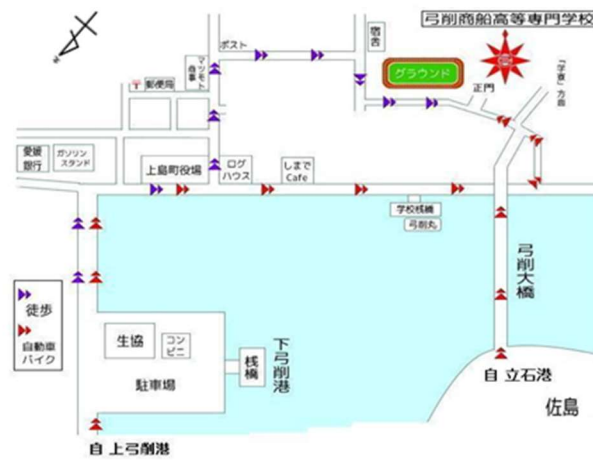 弓削商船高等専門学校
ポスト
宿舎
マツモト
商事
グラウンド
正門
「学寮」方面
〒郵便局
愛媛
銀行
ガソリン
スタンド
上島町役場
ログ
ハウス
しまで
Cafe
学校桟橋
弓削丸
弓削大橋
徒歩
自動車
バイク
生協
コン
ビニ
駐車場
桟橋
下弓削港
自 立石港
佐島
自 上弓削港